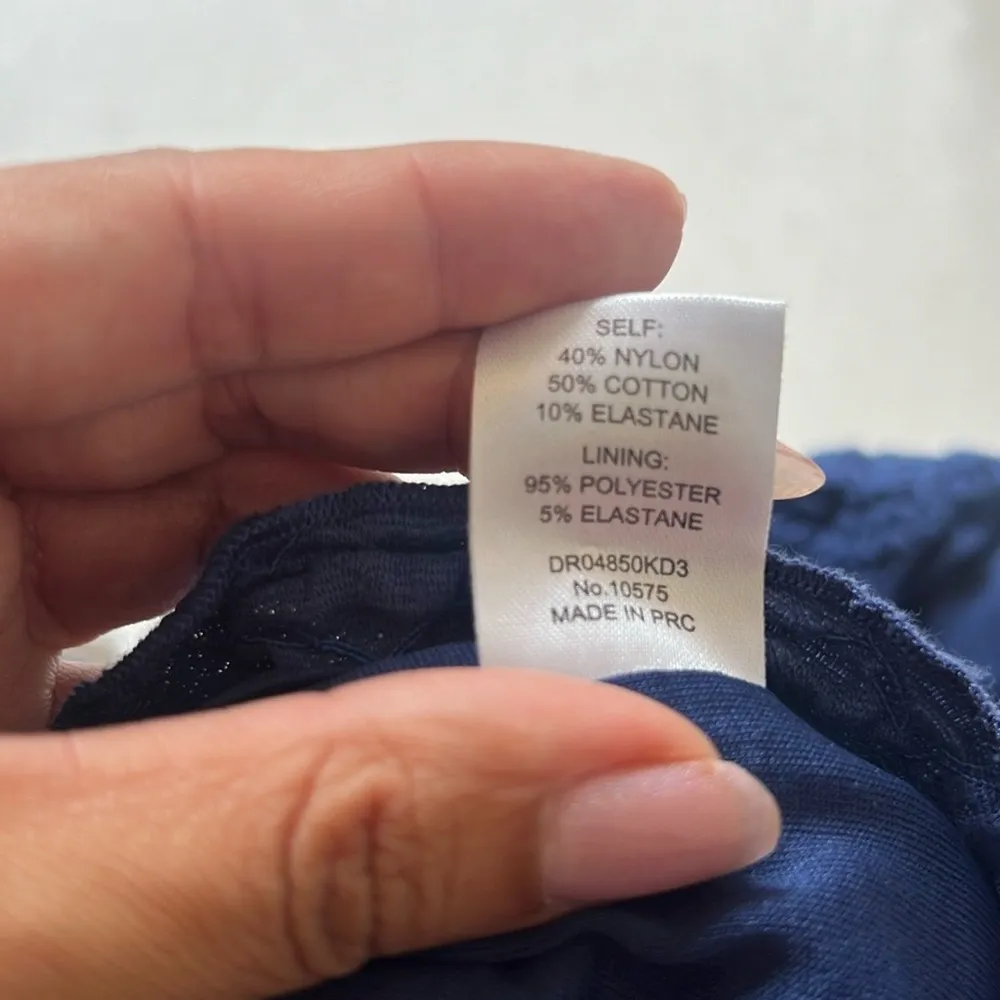 SELF:
40% NYLON
50% COTTON
10% ELASTANE
LINING:
95% POLYESTER
5% ELASTANE
DR04850KD3
No.10575
MADE IN PRC